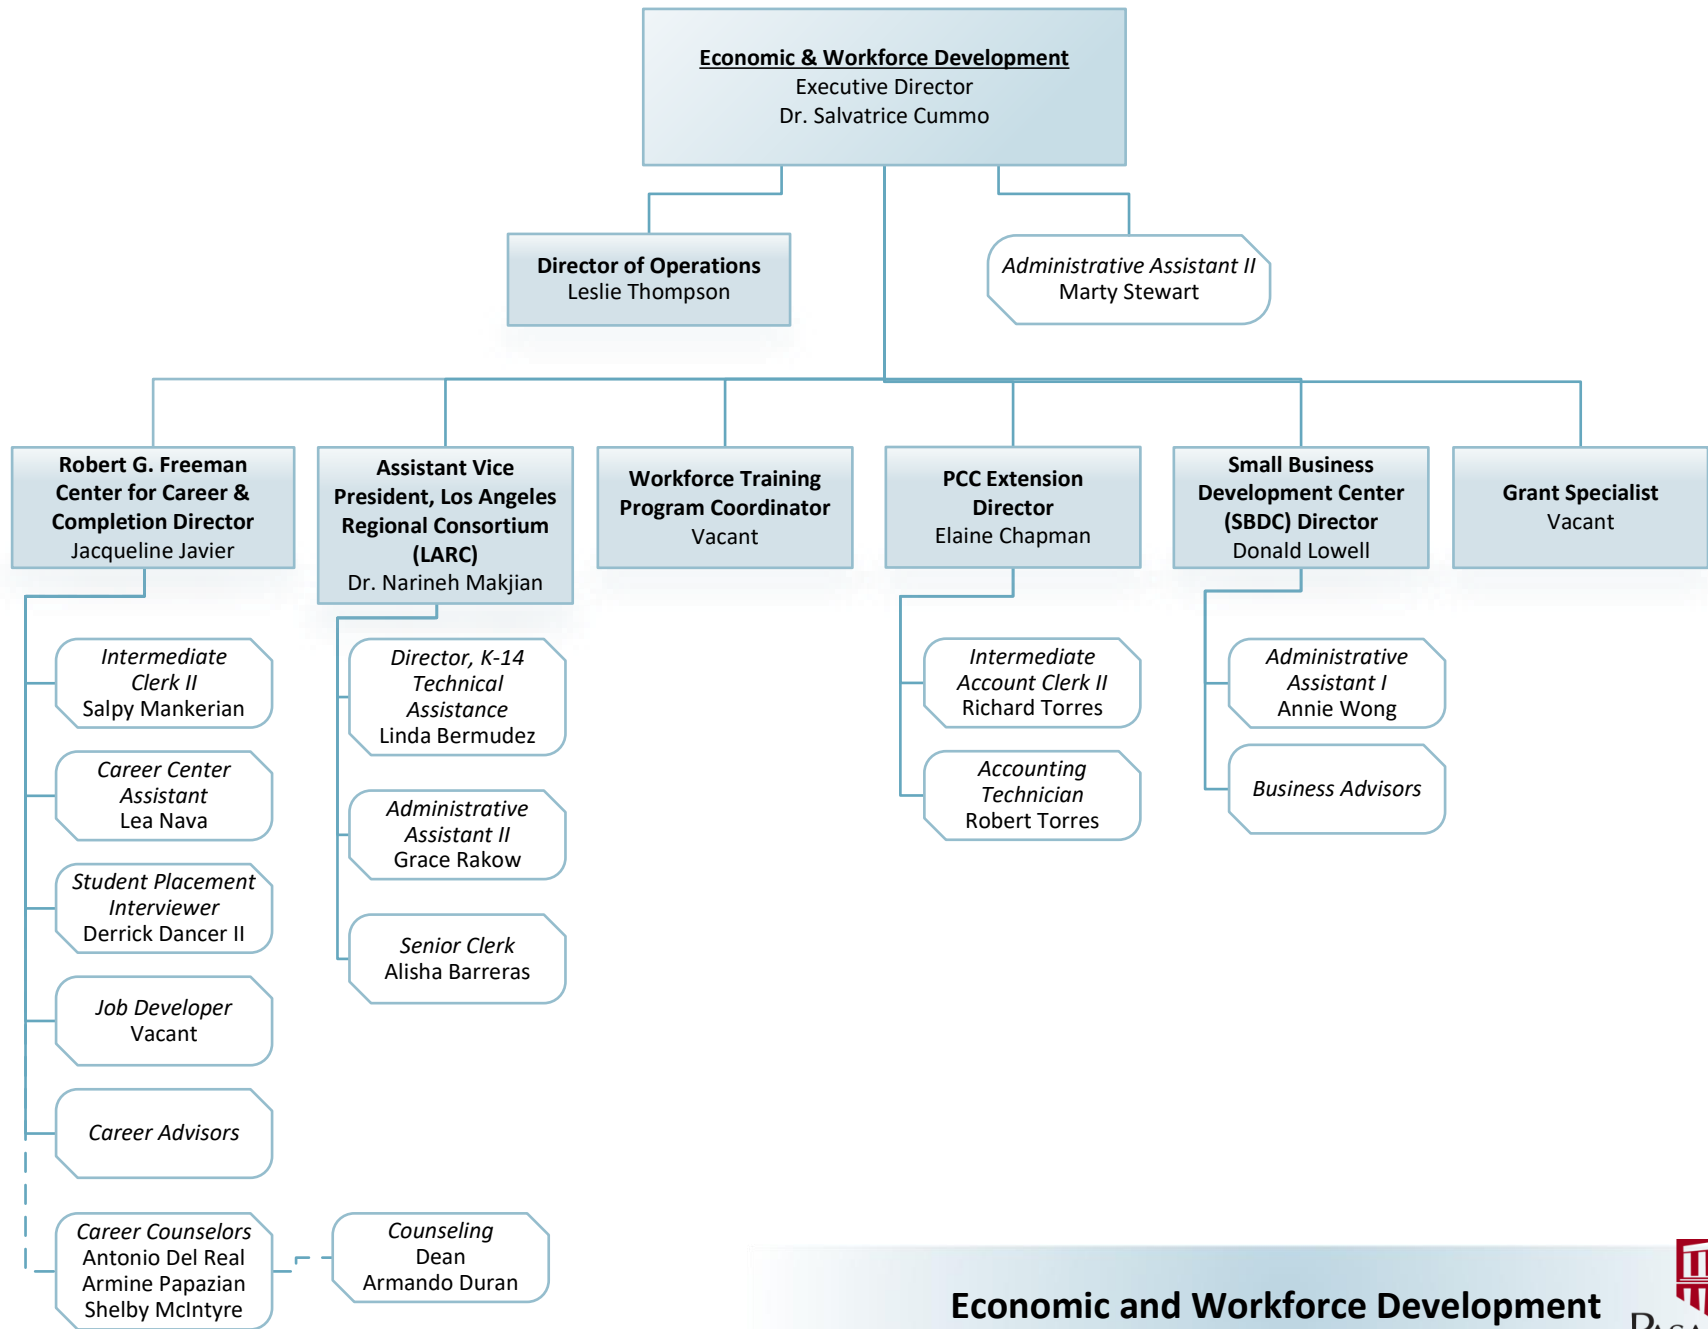 Economic & Workforce Development
Executive Director
Dr. Salvatrice Cummo
Director of Operations
Leslie Thompson
Administrative Assistant II
Marty Stewart
Robert G. Freeman
Center for Career &
Completion Director
Jacqueline Javier
Assistant Vice
President, Los Angeles
Regional Consortium
(LARC)
Dr. Narineh Makjian
Workforce Training
Program Coordinator
Vacant
PCC Extension
Director
Elaine Chapman
Small Business
Development Center
(SBDC) Director
Donald Lowell
Grant Specialist
Vacant
Intermediate
Clerk II
Salpy Mankerian
Career Center
Assistant
Lea Nava
Student Placement
Interviewer
Derrick Dancer II
Job Developer
Vacant
Career Advisors
Career Counselors
Antonio Del Real
Armine Papazian
Shelby McIntyre
Counseling
Dean
Armando Duran
Director, K-14
Technical
Assistance
Linda Bermudez
Administrative
Assistant II
Grace Rakow
Senior Clerk
Alisha Barreras
Intermediate
Account Clerk II
Richard Torres
Accounting
Technician
Robert Torres
Administrative
Assistant I
Annie Wong
Business Advisors
Economic and Workforce Development